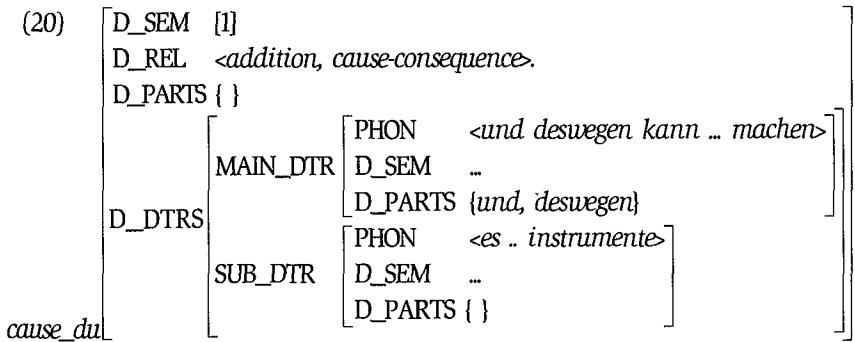 (20) D_SEM [1]
D_REL <addition, cause-consequence>.
D_PARTS { }
PHON <und deswegen kann ... machen>
MAIN_DTR D_SEM ...
D_PARTS {und, deswegen}
D_DTRS
PHON <es .. instrumente>
SUB_DTR D_SEM ...
D_PARTS { }
cause_du